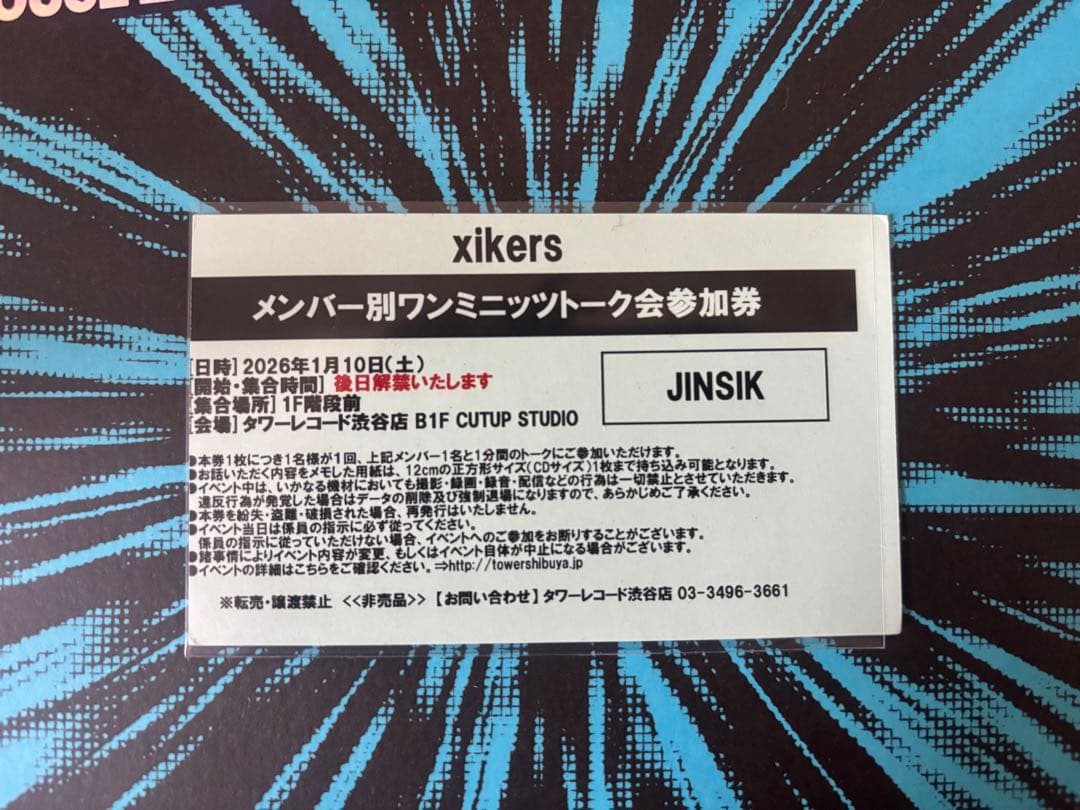 xikers
メンバー別ワンミニッツトーク会参加券
[日時] 2026年1月10日(土)
[開始・集合時間] 後日解禁いたします
[集合場所] 1F階段前
[会場] タワーレコード渋谷店 B1F CUTUP STUDIO
JINSIK
●本券1枚につき1名様が1回、上記メンバー1名と1分間のトークにご参加いただけます。
●お話いただく内容をメモした用紙は、12cmの正方形サイズ(CDサイズ)1枚まで持ち込み可能となります。
●イベント中は、いかなる機材においても撮影・録画・録音・配信などの行為は一切禁止とさせていただきます。
違反行為が発覚した場合はデータの削除及び強制退場になりますので、あらかじめご了承ください。
●本券を紛失・盗難・破損された場合、再発行はいたしません。
●イベント当日は係員の指示に必ず従ってください。
係員の指示に従っていただけない場合、イベントへのご参加をお断りすることがございます。
●諸事情によりイベント内容が変更、もしくはイベント自体が中止になる場合がございます。
●イベントの詳細はこちらをご確認ください。⇒http://towershibuya.jp
※転売・譲渡禁止 <<非売品>> 【お問い合わせ】タワーレコード渋谷店 03-3496-3661